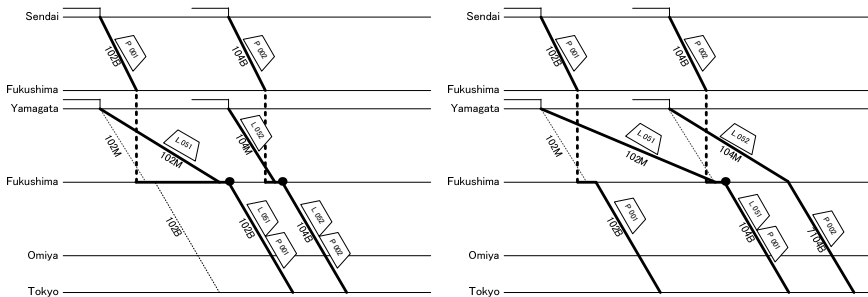 Sendai
102B
P 001
104B
P 002
Fukushima
Yamagata
102M
102M
L 051
104M
L 052
Fukushima
102B
102B
L 051
P 001
104B
L 052
P 002
Omiya
Tokyo
Sendai
102B
P 001
104B
P 002
Fukushima
Yamagata
102M
102M
L 051
104M
L 052
Fukushima
102B
P 001
104B
L 051
P 001
7104B
P 002
Omiya
Tokyo